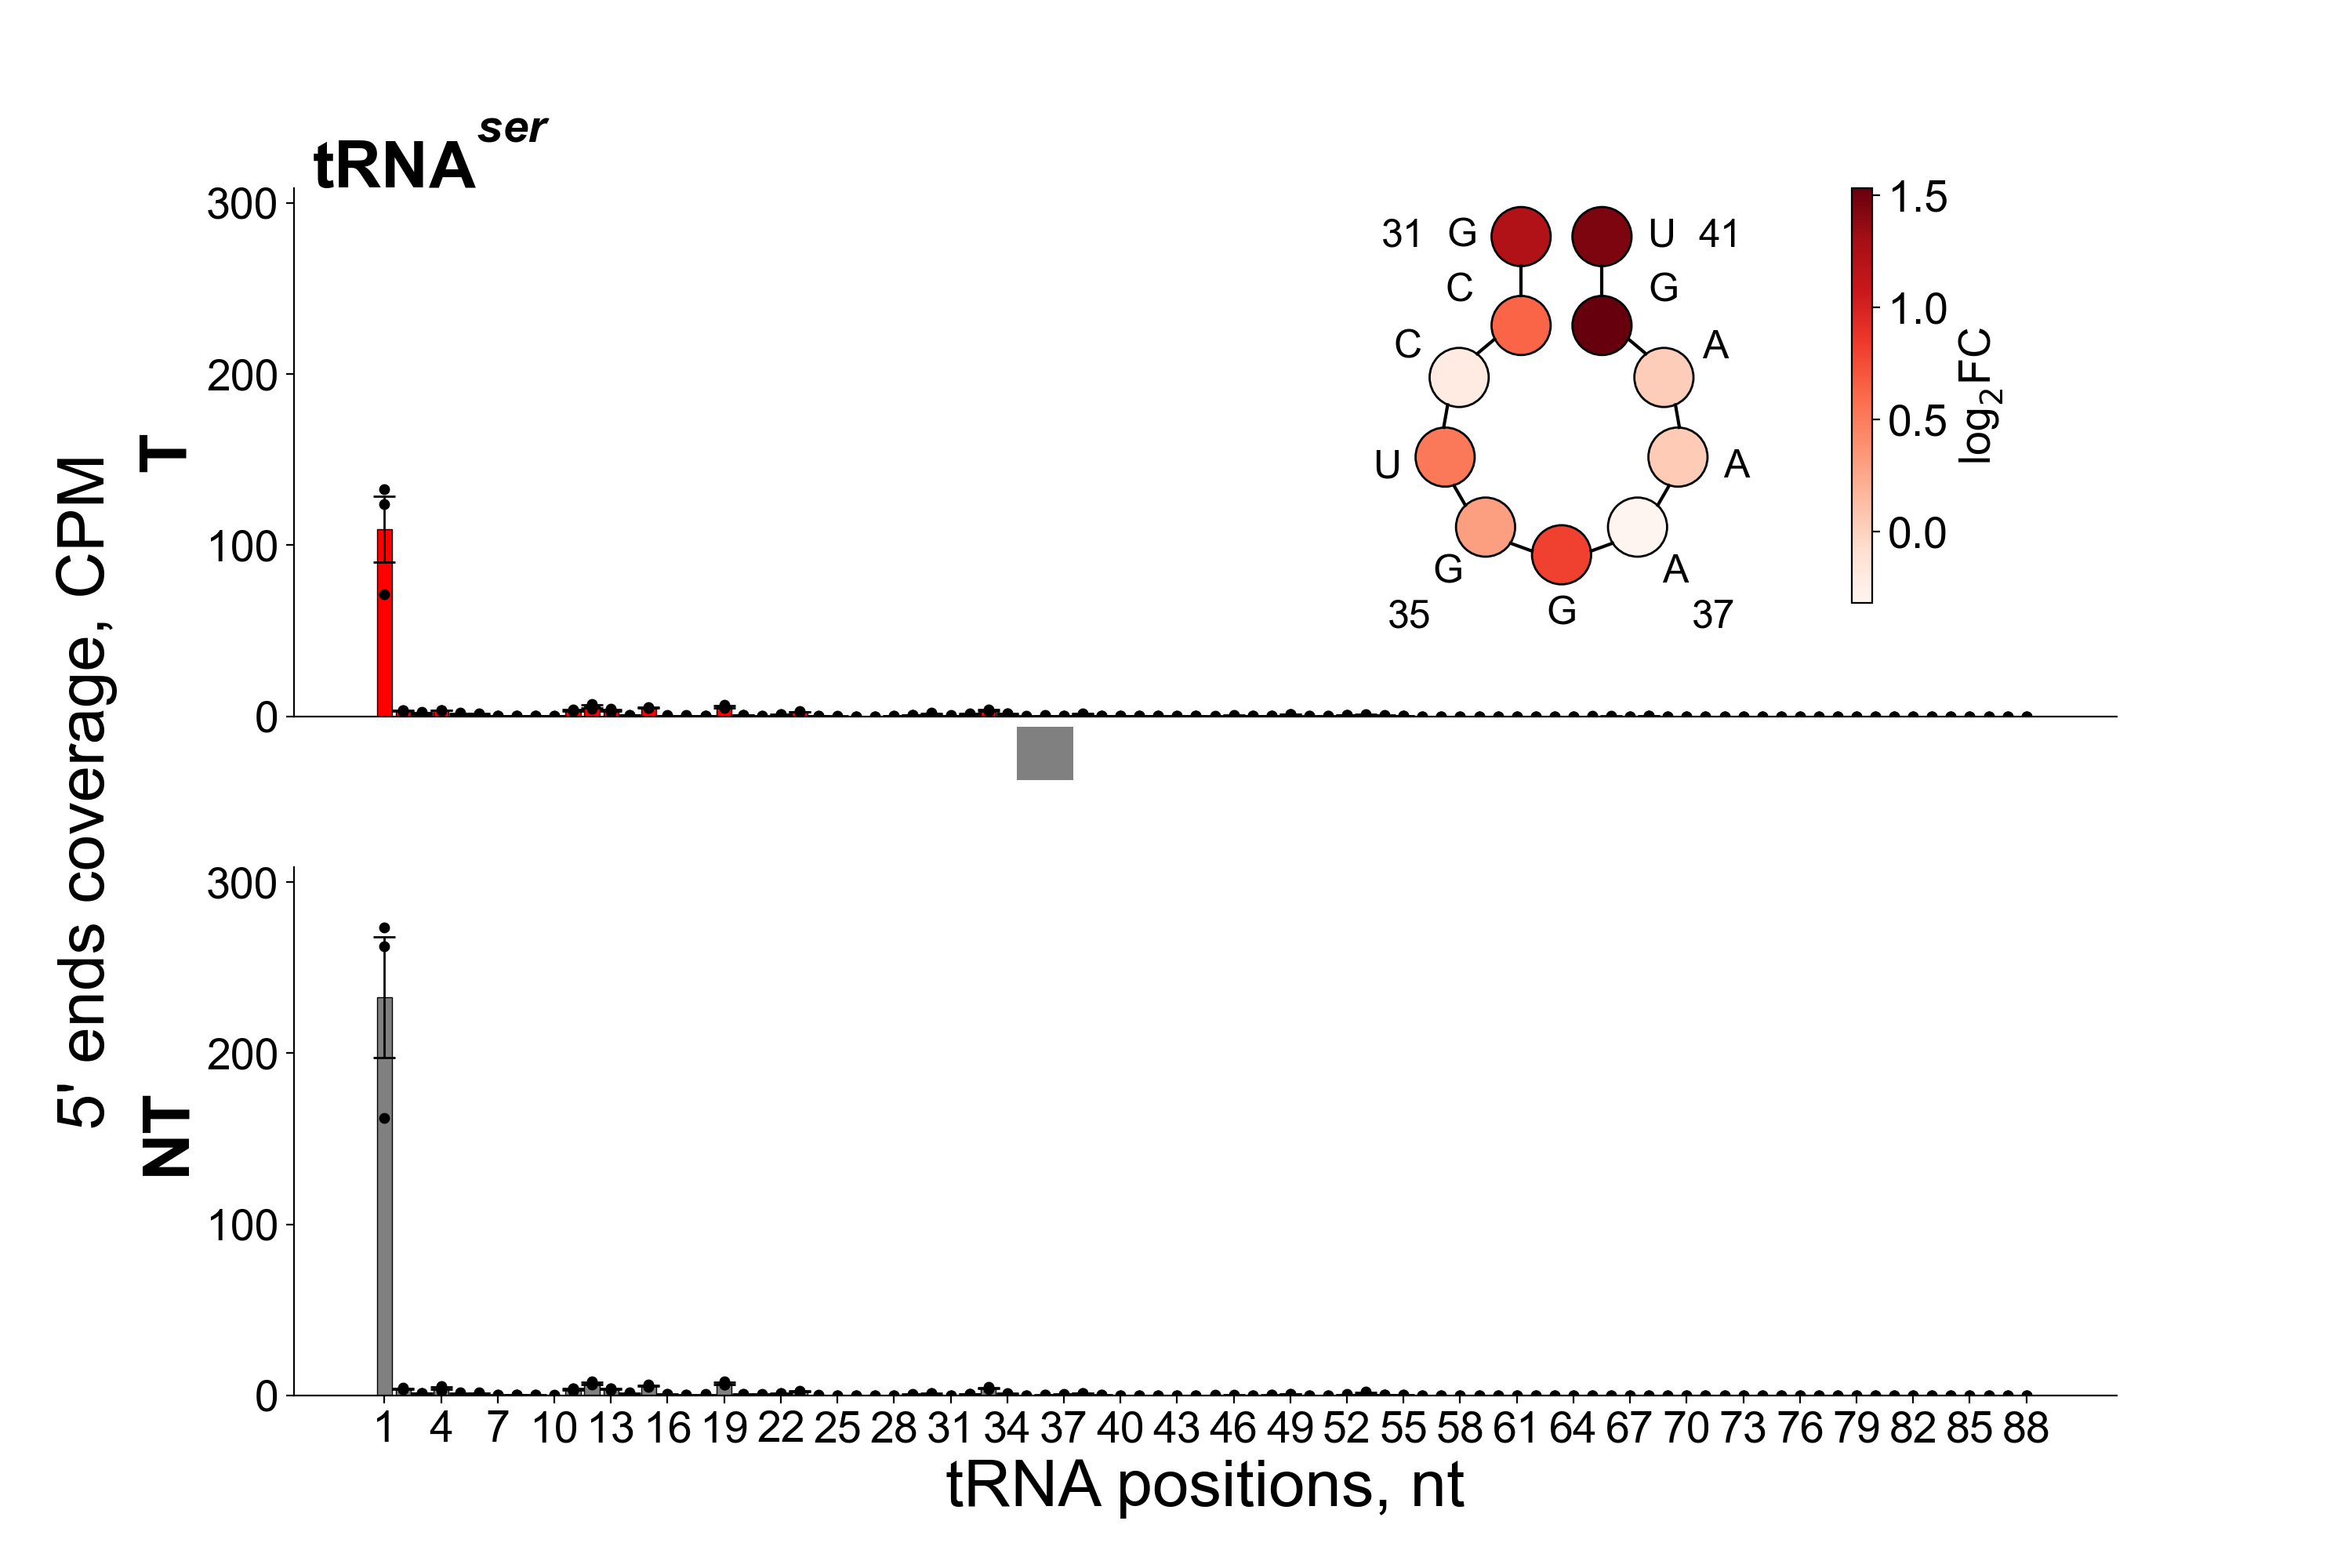 tRNA^ser
5' ends coverage, CPM
T
300
200
100
0
31 G U 41
C G
C A
U A
G A
G
35 37
1.5
1.0
0.5
0.0
log₂FC
NT
300
200
100
0
1 4 7 10 13 16 19 22 25 28 31 34 37 40 43 46 49 52 55 58 61 64 67 70 73 76 79 82 85 88
tRNA positions, nt